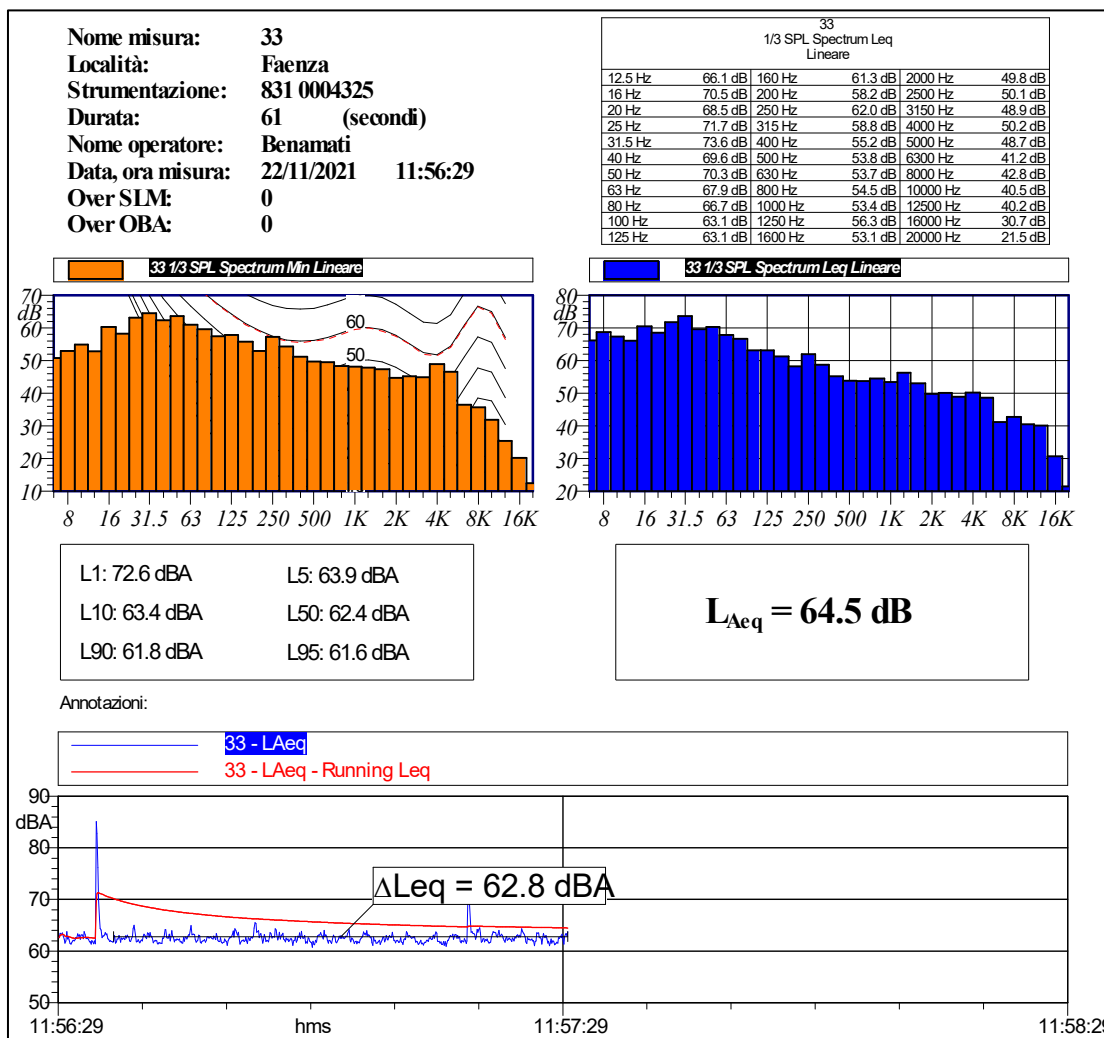 Nome misura: 33
Località: Faenza
Strumentazione: 831 0004325
Durata: 61 (secondi)
Nome operatore: Benamati
Data, ora misura: 22/11/2021 11:56:29
Over SLM: 0
Over OBA: 0
33
1/3 SPL Spectrum Leq
Lineare
12.5 Hz 66.1 dB 160 Hz 61.3 dB 2000 Hz 49.8 dB
16 Hz 70.5 dB 200 Hz 58.2 dB 2500 Hz 50.1 dB
20 Hz 68.5 dB 250 Hz 62.0 dB 3150 Hz 48.9 dB
25 Hz 71.7 dB 315 Hz 58.8 dB 4000 Hz 50.2 dB
31.5 Hz 73.6 dB 400 Hz 55.2 dB 5000 Hz 48.7 dB
40 Hz 69.6 dB 500 Hz 53.8 dB 6300 Hz 41.2 dB
50 Hz 70.3 dB 630 Hz 53.7 dB 8000 Hz 42.8 dB
63 Hz 67.9 dB 800 Hz 54.5 dB 10000 Hz 40.5 dB
80 Hz 66.7 dB 1000 Hz 53.4 dB 12500 Hz 40.2 dB
100 Hz 63.1 dB 1250 Hz 56.3 dB 16000 Hz 30.7 dB
125 Hz 63.1 dB 1600 Hz 53.1 dB 20000 Hz 21.5 dB
33 1/3 SPL Spectrum Min Lineare
70
dB
60
50
40
30
20
10
60
50
8 16 31.5 63 125 250 500 1K 2K 4K 8K 16K
33 1/3 SPL Spectrum Leq Lineare
80
dB
70
60
50
40
30
20
8 16 31.5 63 125 250 500 1K 2K 4K 8K 16K
L1: 72.6 dBA L5: 63.9 dBA
L10: 63.4 dBA L50: 62.4 dBA
L90: 61.8 dBA L95: 61.6 dBA
LAeq = 64.5 dB
Annotazioni:
33 - LAeq
33 - LAeq - Running Leq
90
dBA
80
70
60
50
ΔLeq = 62.8 dBA
11:56:29 hms 11:57:29 11:58:29